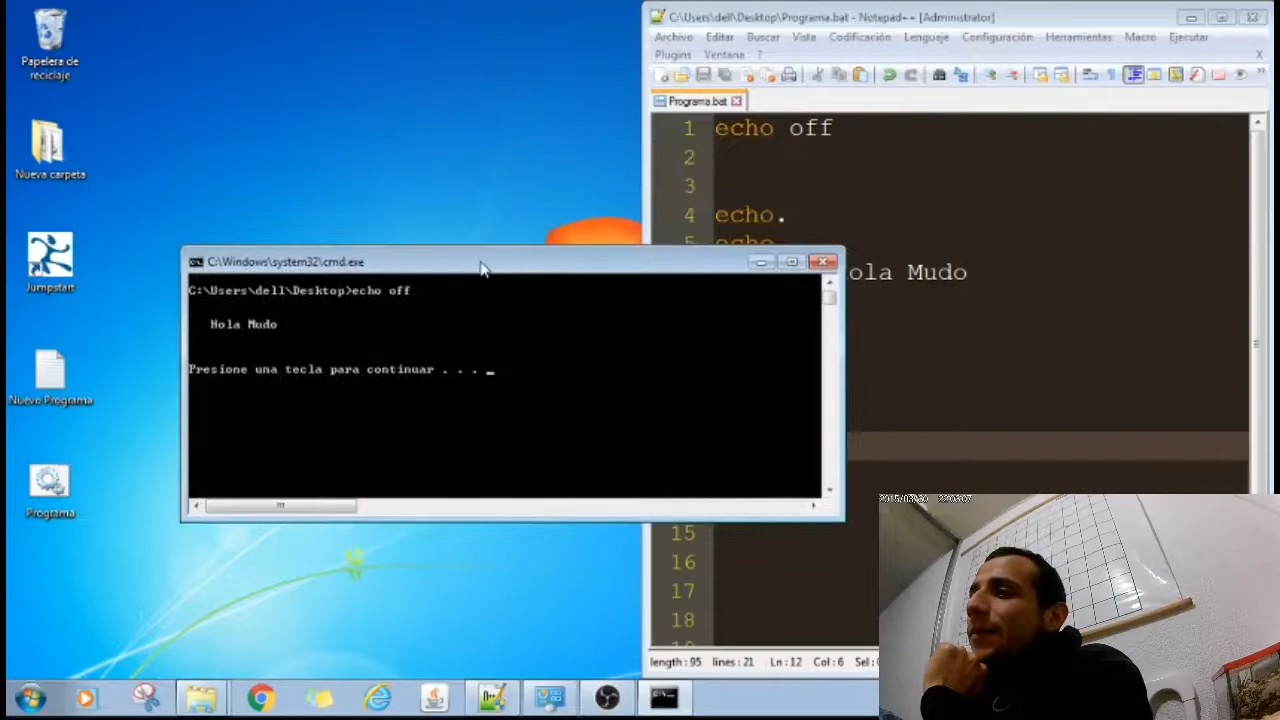 Papelera de
reciclaje
Nueva carpeta
Jumpstart
Nuevo Programa
Programa
C:\Users\dell\Desktop\Programa.bat - Notepad++ [Administrator]
Archivo Editar Buscar Vista Codificación Lenguaje Configuración Herramientas Macro Ejecutar
Plugins Ventana ? X
Programa.bat
1 echo off
2
3
4 echo.
5 echo.
ola Mudo
15
16
17
18
length: 95 lines: 21 Ln: 12 Col: 6 Sel:
C:\Windows\system32\cmd.exe
C:\Users\dell\Desktop>echo off
Hola Mudo
Presione una tecla para continuar . . . _